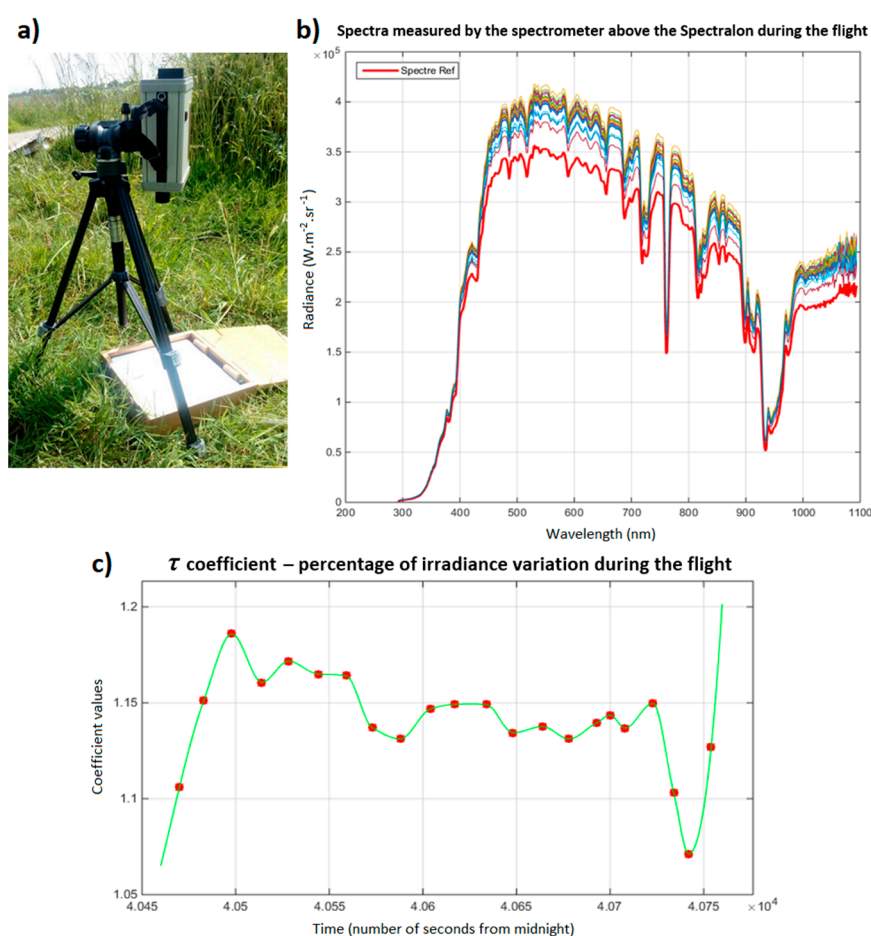 a)
b) Spectra measured by the spectrometer above the Spectralon during the flight
×10⁵
Spectre Ref
4.5
4
3.5
3
2.5
2
1.5
1
0.5
0
Radiance (W.m⁻².sr⁻¹)
200 300 400 500 600 700 800 900 1000 1100
Wavelength (nm)
c) τ coefficient – percentage of irradiance variation during the flight
1.2
1.15
1.1
1.05
Coefficient values
4.045 4.05 4.055 4.06 4.065 4.07 4.075 ×10⁴
Time (number of seconds from midnight)